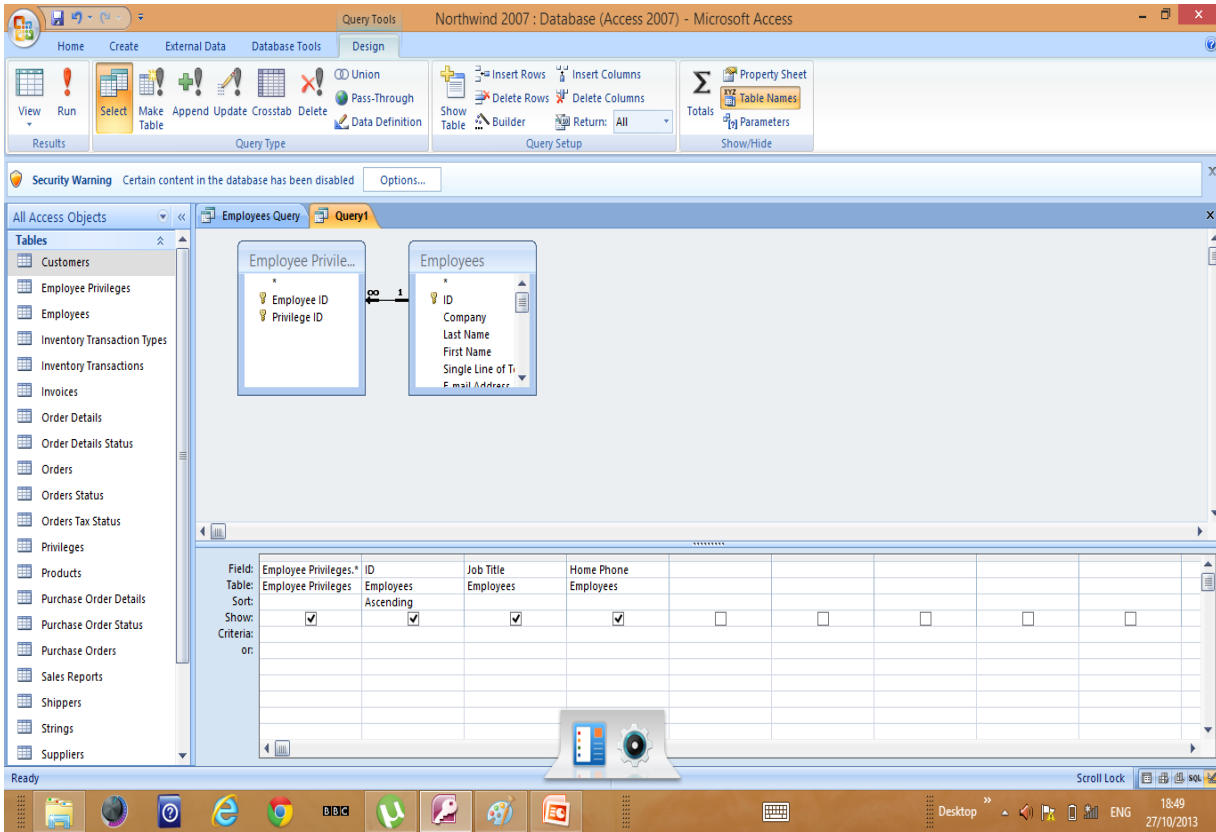 Query Tools
Northwind 2007 : Database (Access 2007) - Microsoft Access
Home Create External Data Database Tools Design
View
Run
Select
Make Table
Append
Update
Crosstab
Delete
Union
Pass-Through
Data Definition
Show Table
Insert Rows
Delete Rows
Builder
Insert Columns
Delete Columns
Return: All
Totals
Property Sheet
Table Names
Parameters
Results
Query Type
Query Setup
Show/Hide
Security Warning Certain content in the database has been disabled Options...
All Access Objects
Tables
Customers
Employee Privileges
Employees
Inventory Transaction Types
Inventory Transactions
Invoices
Order Details
Order Details Status
Orders
Orders Status
Orders Tax Status
Privileges
Products
Purchase Order Details
Purchase Order Status
Purchase Orders
Sales Reports
Shippers
Strings
Suppliers
Employees Query
Query1
Employee Privile...
*
Employee ID
Privilege ID
∞ 1
Employees
*
ID
Company
Last Name
First Name
Single Line of T
E-mail Address
Field: Employee Privileges.* ID Job Title Home Phone
Table: Employee Privileges Employees Employees Employees
Sort: Ascending
Show:
Criteria:
or:
Ready
Scroll Lock
SQL
BBC
Desktop
ENG
18:49
27/10/2013